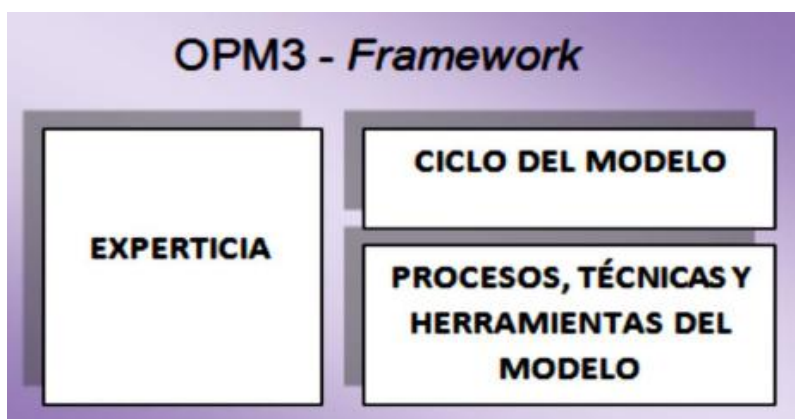 OPM3 - Framework
EXPERTICIA
CICLO DEL MODELO
PROCESOS, TÉCNICAS Y
HERRAMIENTAS DEL
MODELO